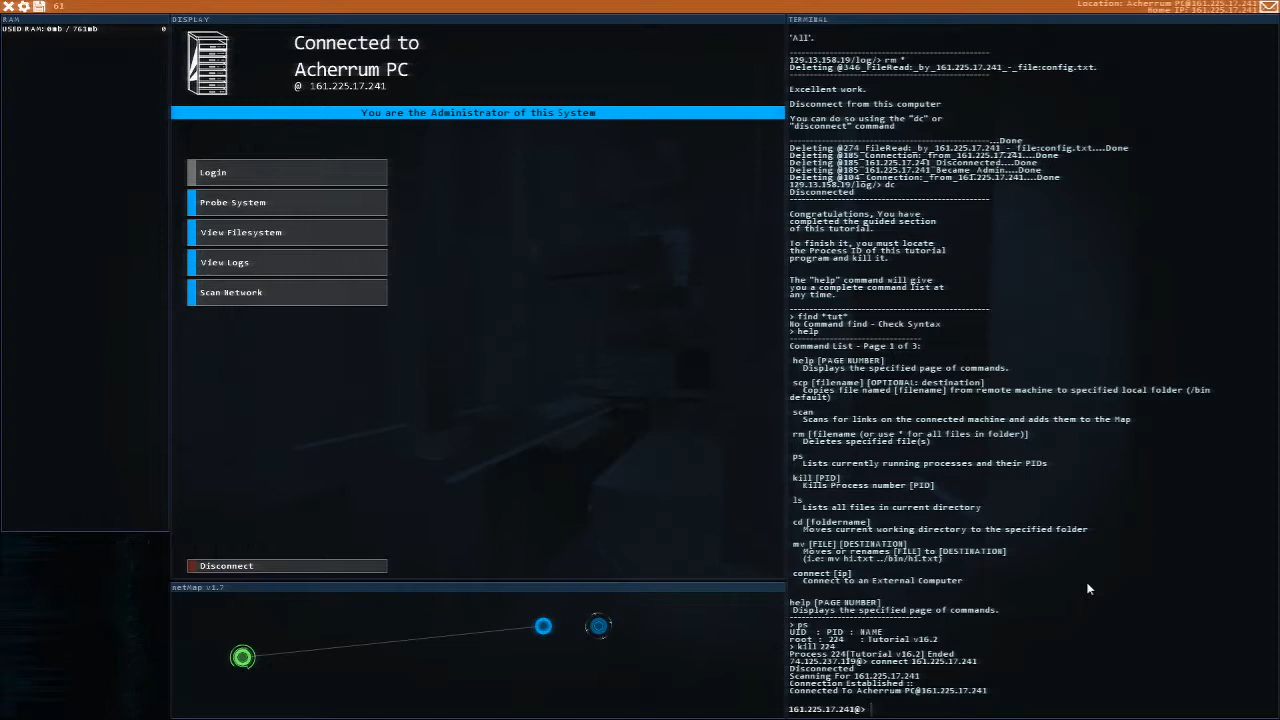 61
Location: Acherrum PC@161.225.17.241
Home IP: 161.225.17.241
RAM
USED RAM: 0mb / 761mb 0
DISPLAY
Connected to
Acherrum PC
@ 161.225.17.241
You are the Administrator of this System
Login
Probe System
View Filesystem
View Logs
Scan Network
Disconnect
netMap v1.7
TERMINAL
"All".
129.13.158.19/log/> rm *
Deleting @346_FileRead:_by_161.225.17.241_-_file:config.txt.
Excellent work.
Disconnect from this computer
You can do so using the "dc" or
"disconnect" command
...Done
Deleting @274_FileRead:_by_161.225.17.241_-_file:config.txt....Done
Deleting @185_Connection:_from_161.225.17.241....Done
Deleting @185_161.225.17.241_Disconnected....Done
Deleting @185_161.225.17.241_Became_Admin....Done
Deleting @104_Connection:_from_161.225.17.241....Done
129.13.158.19/log/> dc
Disconnected
Congratulations, You have
completed the guided section
of this tutorial.
To finish it, you must locate
the Process ID of this tutorial
program and kill it.
The "help" command will give
you a complete command list at
any time.
> find *tut*
No Command find - Check Syntax
> help
Command List - Page 1 of 3:
help [PAGE NUMBER]
Displays the specified page of commands.
scp [filename] [OPTIONAL: destination]
Copies file named [filename] from remote machine to specified local folder (/bin
default)
scan
Scans for links on the connected machine and adds them to the Map
rm [filename (or use * for all files in folder)]
Deletes specified file(s)
ps
Lists currently running processes and their PIDs
kill [PID]
Kills Process number [PID]
ls
Lists all files in current directory
cd [foldername]
Moves current working directory to the specified folder
mv [FILE] [DESTINATION]
Moves or renames [FILE] to [DESTINATION]
(i.e: mv hi.txt ../bin/hi.txt)
connect [ip]
Connect to an External Computer
help [PAGE NUMBER]
Displays the specified page of commands.
> ps
UID : PID : NAME
root : 224 : Tutorial v16.2
> kill 224
Process 224[Tutorial v16.2] Ended
74.125.237.119@> connect 161.225.17.241
Disconnected
Scanning For 161.225.17.241
Connection Established ::
Connected To Acherrum PC@161.225.17.241
161.225.17.241@>